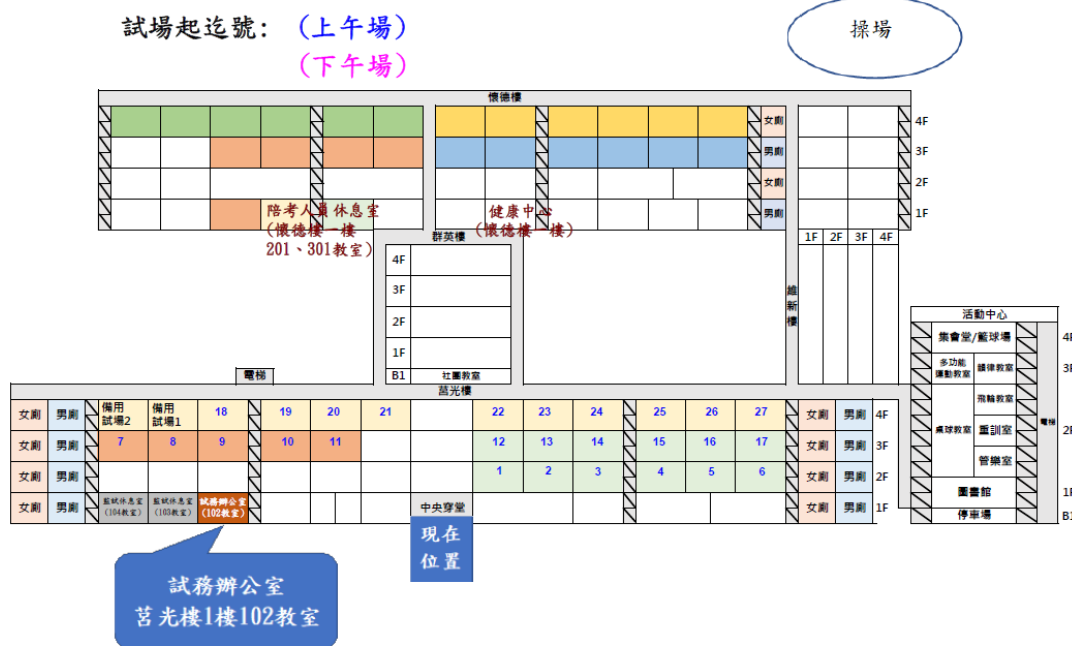 試場起迄號： (上午場)
(下午場)
操場
懷德樓
女廁 4F
男廁 3F
女廁 2F
男廁 1F
陪考人員休息室
(懷德樓一樓
201、301教室)
健康中心
(懷德樓一樓)
群英樓
4F
3F
2F
1F
B1 社團教室
1F 2F 3F 4F
維新樓
活動中心
集會堂/籃球場 4F
多功能運動教室 韻律教室 3F
飛輪教室
桌球教室 重訓室 2F
管樂室
電梯
圖書館 1F
停車場 B1
電梯
莒光樓
女廁 男廁 備用試場2 備用試場1 18 19 20 21 22 23 24 25 26 27 女廁 男廁 4F
女廁 男廁 7 8 9 10 11 12 13 14 15 16 17 女廁 男廁 3F
女廁 男廁 1 2 3 4 5 6 女廁 男廁 2F
女廁 男廁 監試休息室(104教室) 監試休息室(103教室) 試務辦公室(102教室) 中央穿堂 女廁 男廁 1F
現在
位置
試務辦公室
莒光樓1樓102教室